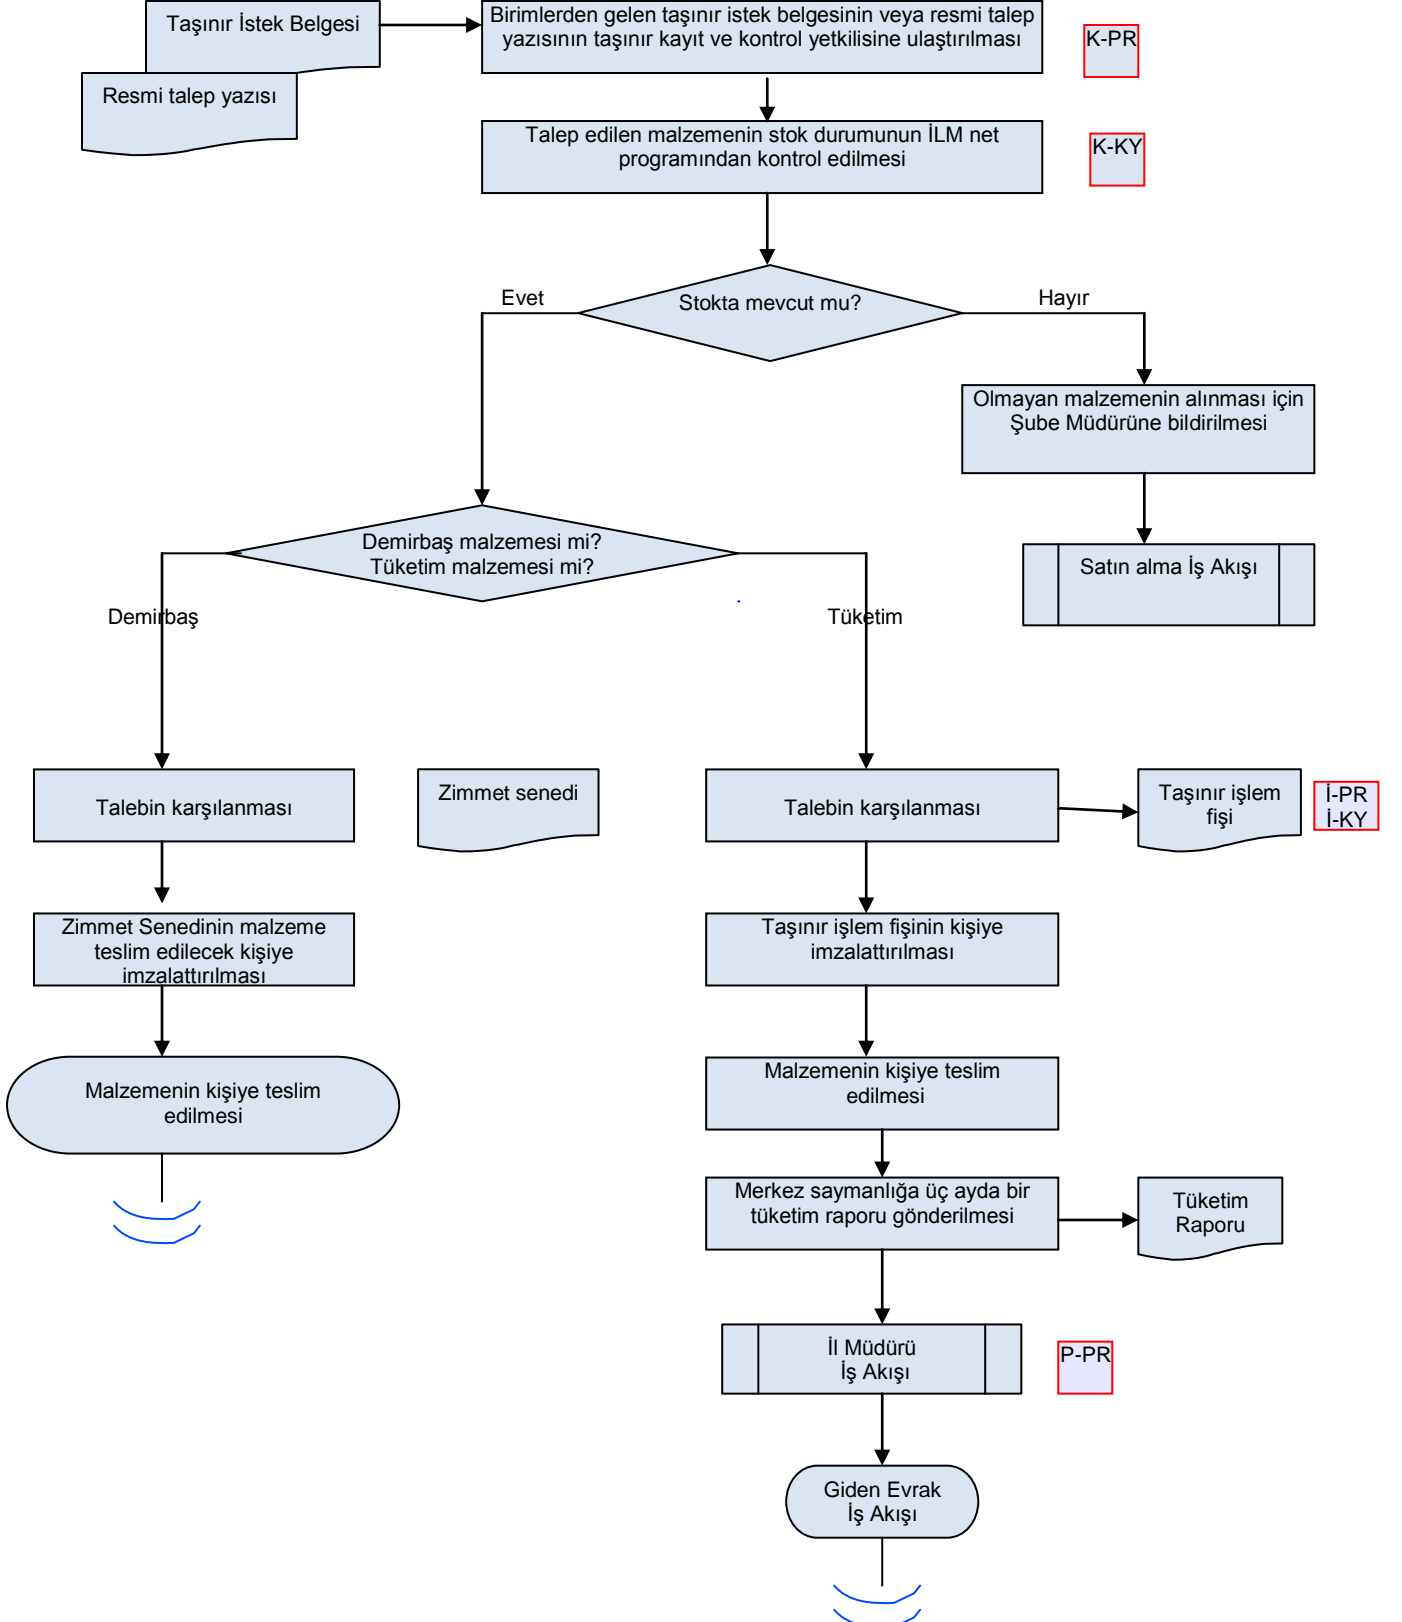 Taşınır İstek Belgesi
Birimlerden gelen taşınır istek belgesinin veya resmi talep
yazısının taşınır kayıt ve kontrol yetkilisine ulaştırılması
K-PR
Resmi talep yazısı
Talep edilen malzemenin stok durumunun İLM net
programından kontrol edilmesi
K-KY
Evet
Stokta mevcut mu?
Hayır
Olmayan malzemenin alınması için
Şube Müdürüne bildirilmesi
Demirbaş malzemesi mi?
Tüketim malzemesi mi?
Satın alma İş Akışı
Demirbaş
Tüketim
Talebin karşılanması
Zimmet senedi
Talebin karşılanması
Taşınır işlem
fişi
İ-PR
İ-KY
Zimmet Senedinin malzeme
teslim edilecek kişiye
imzalattırılması
Taşınır işlem fişinin kişiye
imzalattırılması
Malzemenin kişiye teslim
edilmesi
Malzemenin kişiye teslim
edilmesi
Merkez saymanlığa üç ayda bir
tüketim raporu gönderilmesi
Tüketim
Raporu
İl Müdürü
İş Akışı
P-PR
Giden Evrak
İş Akışı